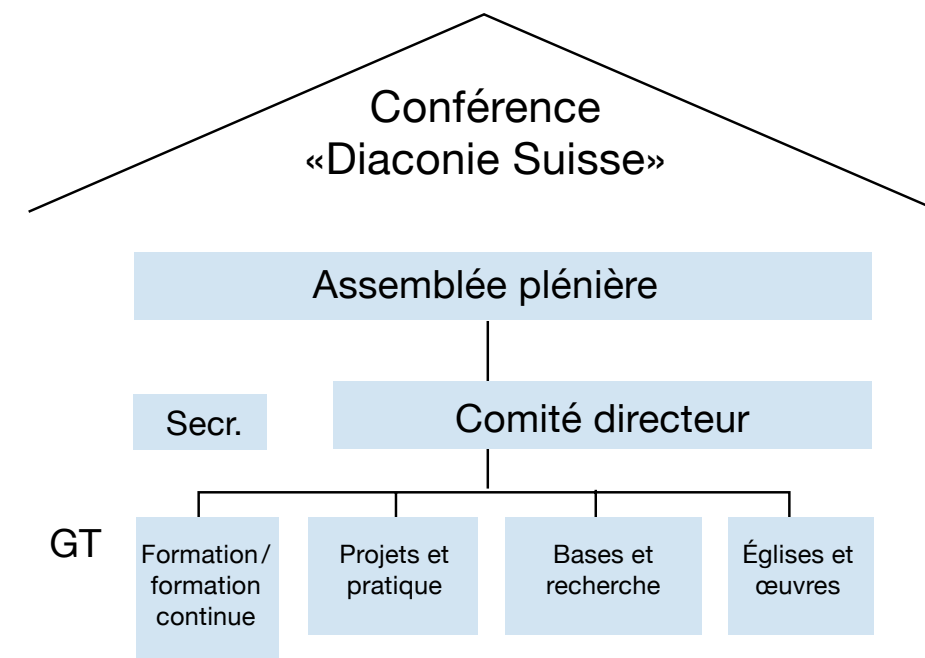 Conférence
«Diaconie Suisse»
Assemblée plénière
Secr.
Comité directeur
GT
Formation/
formation
continue
Projets et
pratique
Bases et
recherche
Églises et
œuvres